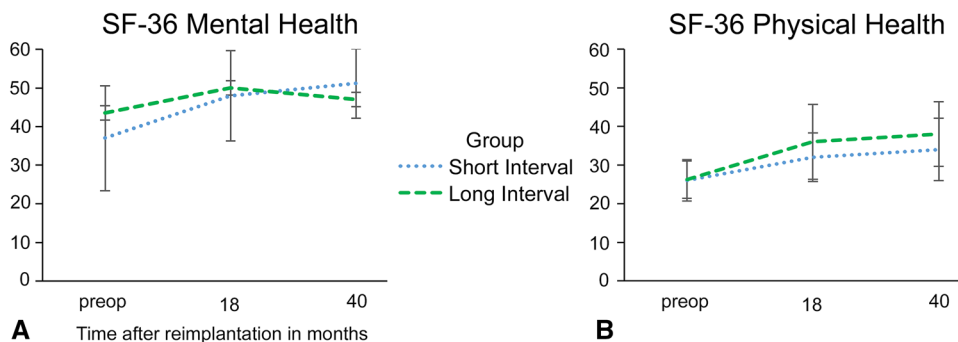 SF-36 Mental Health
60
50
40
30
20
10
0
preop
18
40
A
Time after reimplantation in months
Group
Short Interval
Long Interval
SF-36 Physical Health
60
50
40
30
20
10
0
preop
18
40
B